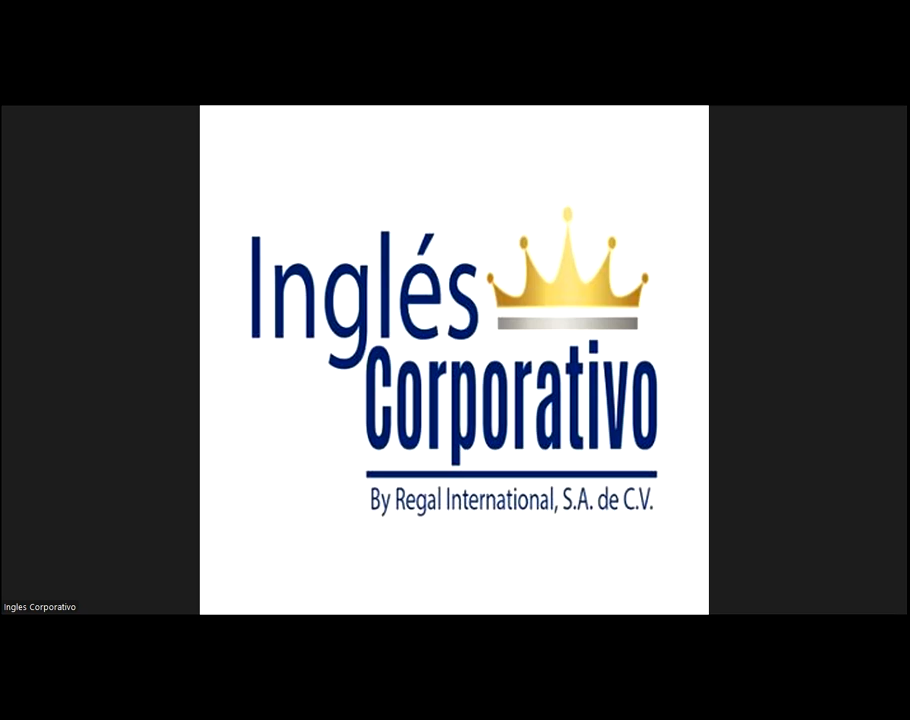 Inglés
Corporativo
By Regal International, S.A. de C.V.
Ingles Corporativo